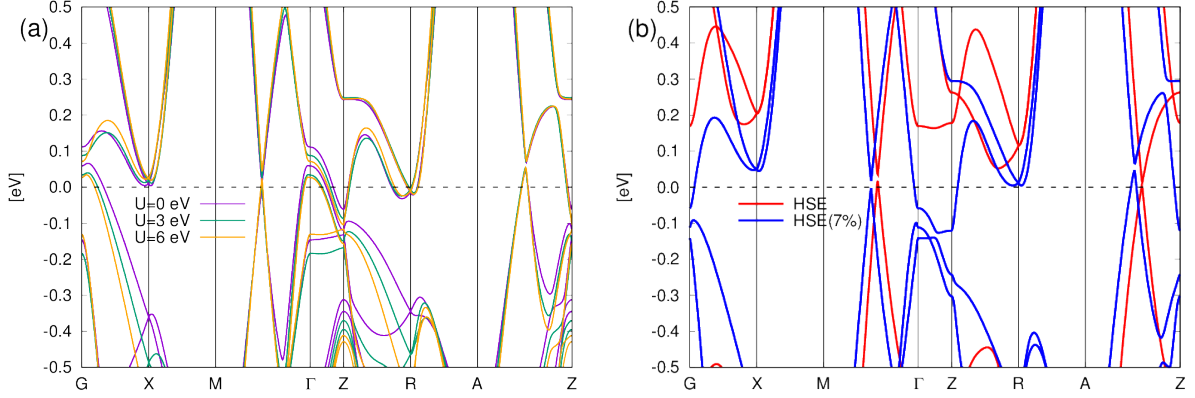 (a)
[eV]
0.5
0.4
0.3
0.2
0.1
0.0
-0.1
-0.2
-0.3
-0.4
-0.5
U=0 eV
U=3 eV
U=6 eV
G X M Γ Z R A Z
(b)
[eV]
0.5
0.4
0.3
0.2
0.1
0.0
-0.1
-0.2
-0.3
-0.4
-0.5
HSE
HSE(7%)
G X M Γ Z R A Z